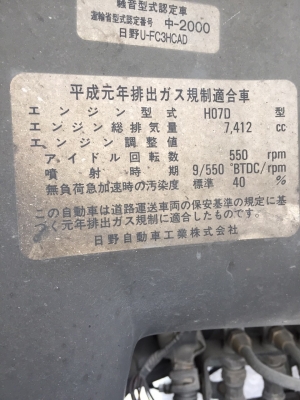 騒音型式認定車
運輸省型式認定番号 中-2000
日野U-FC3HCAD
平成元年排出ガス規制適合車
エンジン型式 H07D 型
エンジン総排気量 7,412 cc
エンジン調整値
アイドル回転数 550 rpm
噴射時期 9/550 °BTDC/rpm
無負荷急加速時の汚染度 標準 40 %
この自動車は道路運送車両の保安基準の規定に基
づく元年排出ガス規制に適合したものです。
日野自動車工業株式会社